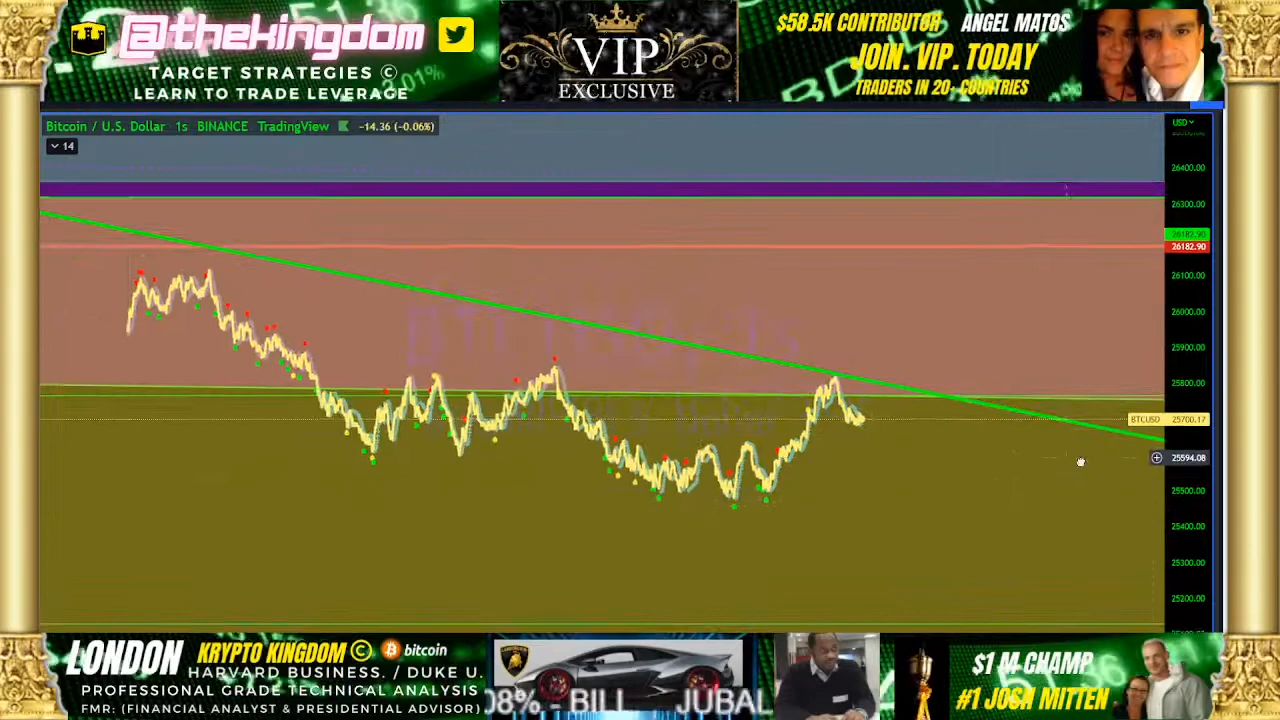 @thekingdom
TARGET STRATEGIES ©
LEARN TO TRADE LEVERAGE
VIP
EXCLUSIVE
$58.5K CONTRIBUTOR ANGEL MATOS
JOIN. VIP. TODAY
TRADERS IN 20+ COUNTRIES
Bitcoin / U.S. Dollar 1s BINANCE TradingView −14.36 (−0.06%)
USD
14
26400.00
26300.00
26182.90
26182.90
26100.00
26000.00
25900.00
25800.00
BTCUSD 25700.17
25594.08
25500.00
25400.00
25300.00
25200.00
LONDON KRYPTO KINGDOM © bitcoin
HARVARD BUSINESS. / DUKE U.
PROFESSIONAL GRADE TECHNICAL ANALYSIS
FMR: (FINANCIAL ANALYST & PRESIDENTIAL ADVISOR)
08% - BILL JUBAL
$1 M CHAMP
#1 JOSH MITTEN